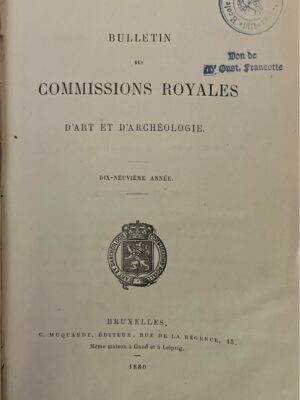 BULLETIN
DES
COMMISSIONS ROYALES
D'ART ET D'ARCHÉOLOGIE.
DIX-NEUVIÈME ANNÉE.
BRUXELLES,
C. MUQUARDT, ÉDITEUR, RUE DE LA RÉGENCE, 45.
Même maison à Gand et à Leipzig.
1880
Don de
Gust. Francotte